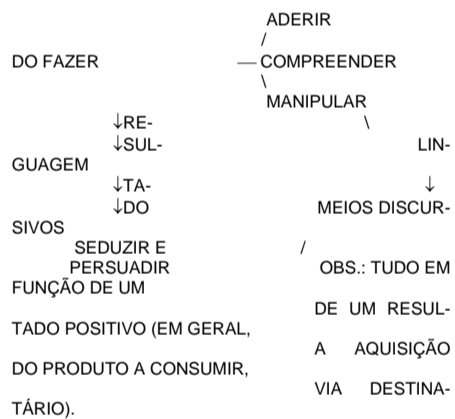 ADERIR
/
DO FAZER — COMPREENDER
\
MANIPULAR
↓RE- \
↓SUL- LIN-
GUAGEM
↓TA- ↓
↓DO MEIOS DISCUR-
SIVOS
SEDUZIR E /
PERSUADIR OBS.: TUDO EM
FUNÇÃO DE UM
DE UM RESUL-
TADO POSITIVO (EM GERAL,
A AQUISIÇÃO
DO PRODUTO A CONSUMIR,
VIA DESTINA-
TÁRIO).